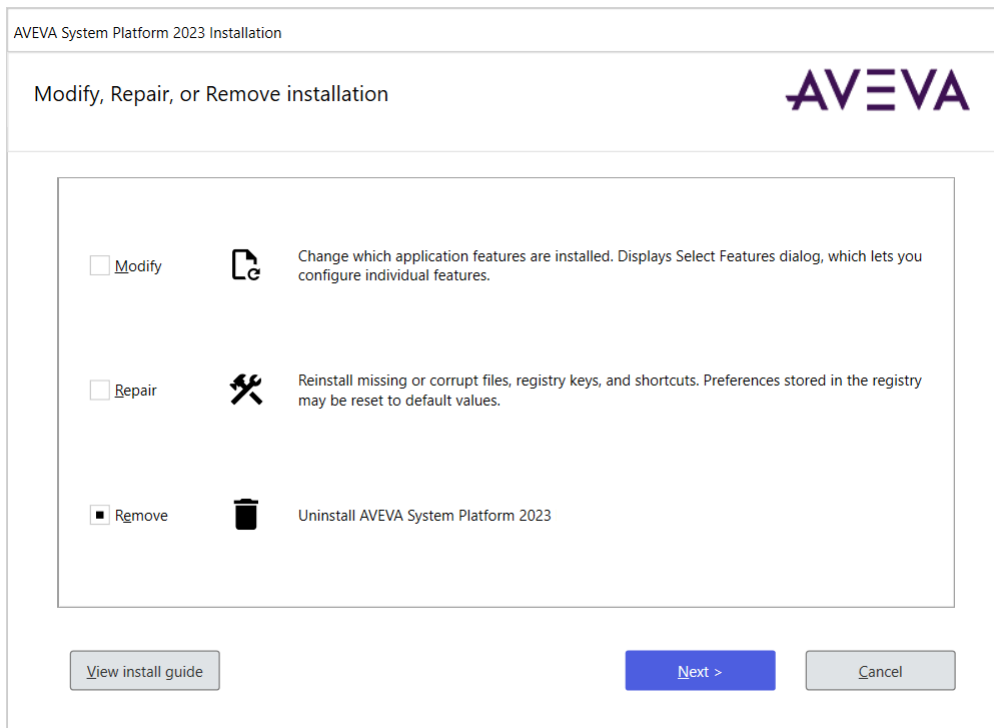 AVEVA System Platform 2023 Installation
Modify, Repair, or Remove installation
AVEVA
Modify
Change which application features are installed. Displays Select Features dialog, which lets you
configure individual features.
Repair
Reinstall missing or corrupt files, registry keys, and shortcuts. Preferences stored in the registry
may be reset to default values.
Remove
Uninstall AVEVA System Platform 2023
View install guide
Next >
Cancel